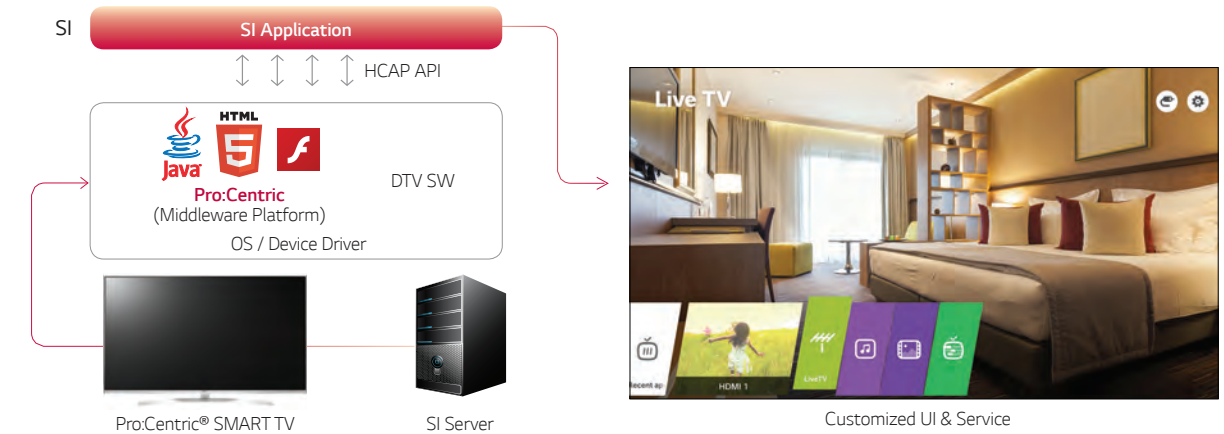 SI
SI Application
HCAP API
HTML
5
Java
Pro:Centric
(Middleware Platform)
DTV SW
OS / Device Driver
Pro:Centric® SMART TV
SI Server
Live TV
Recent ap
HDMI 1
LiveTV
Customized UI & Service